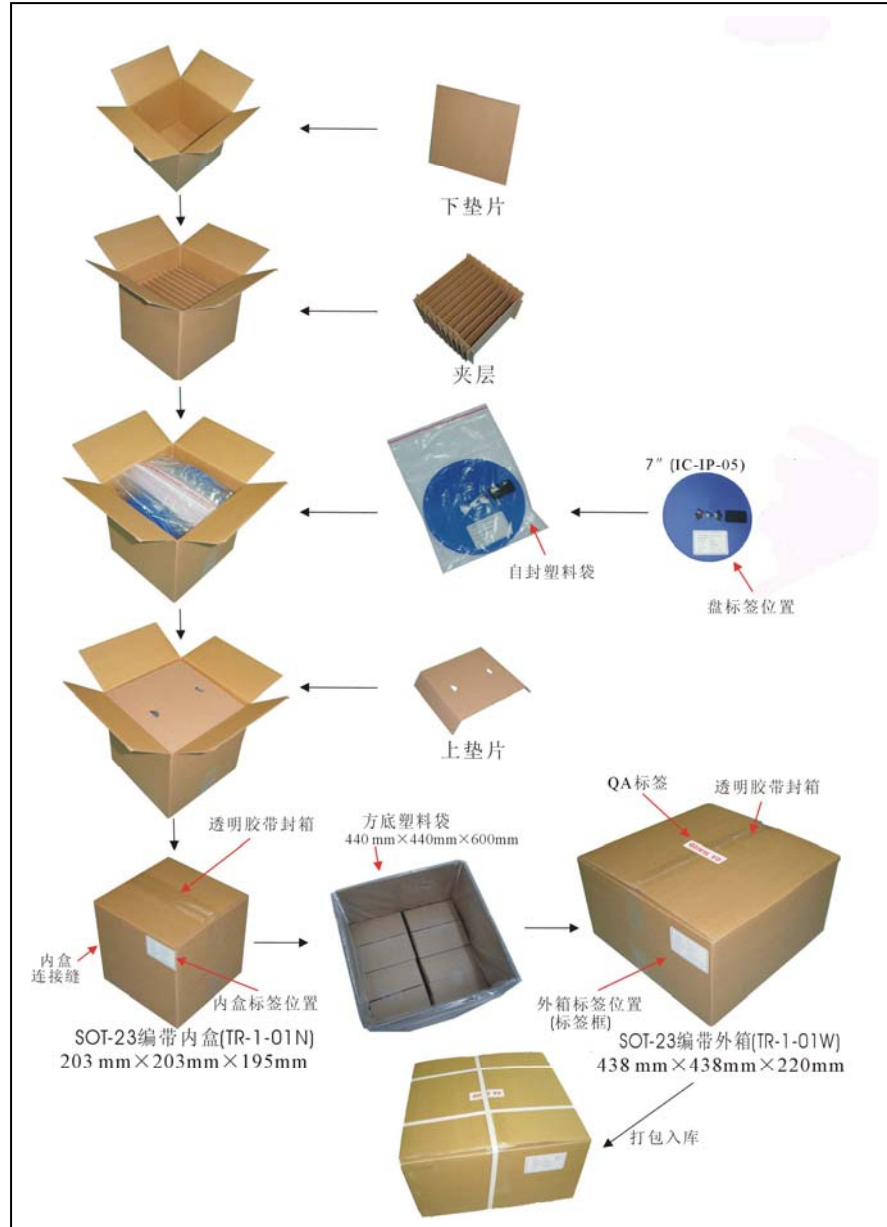 下垫片
夹层
7″ (IC-IP-05)
自封塑料袋
盘标签位置
上垫片
QA标签
透明胶带封箱
透明胶带封箱
方底塑料袋
440 mm×440mm×600mm
内盒
连接缝
内盒标签位置
外箱标签位置
(标签框)
SOT-23编带内盒(TR-1-01N)
203 mm×203mm×195mm
SOT-23编带外箱(TR-1-01W)
438 mm×438mm×220mm
打包入库